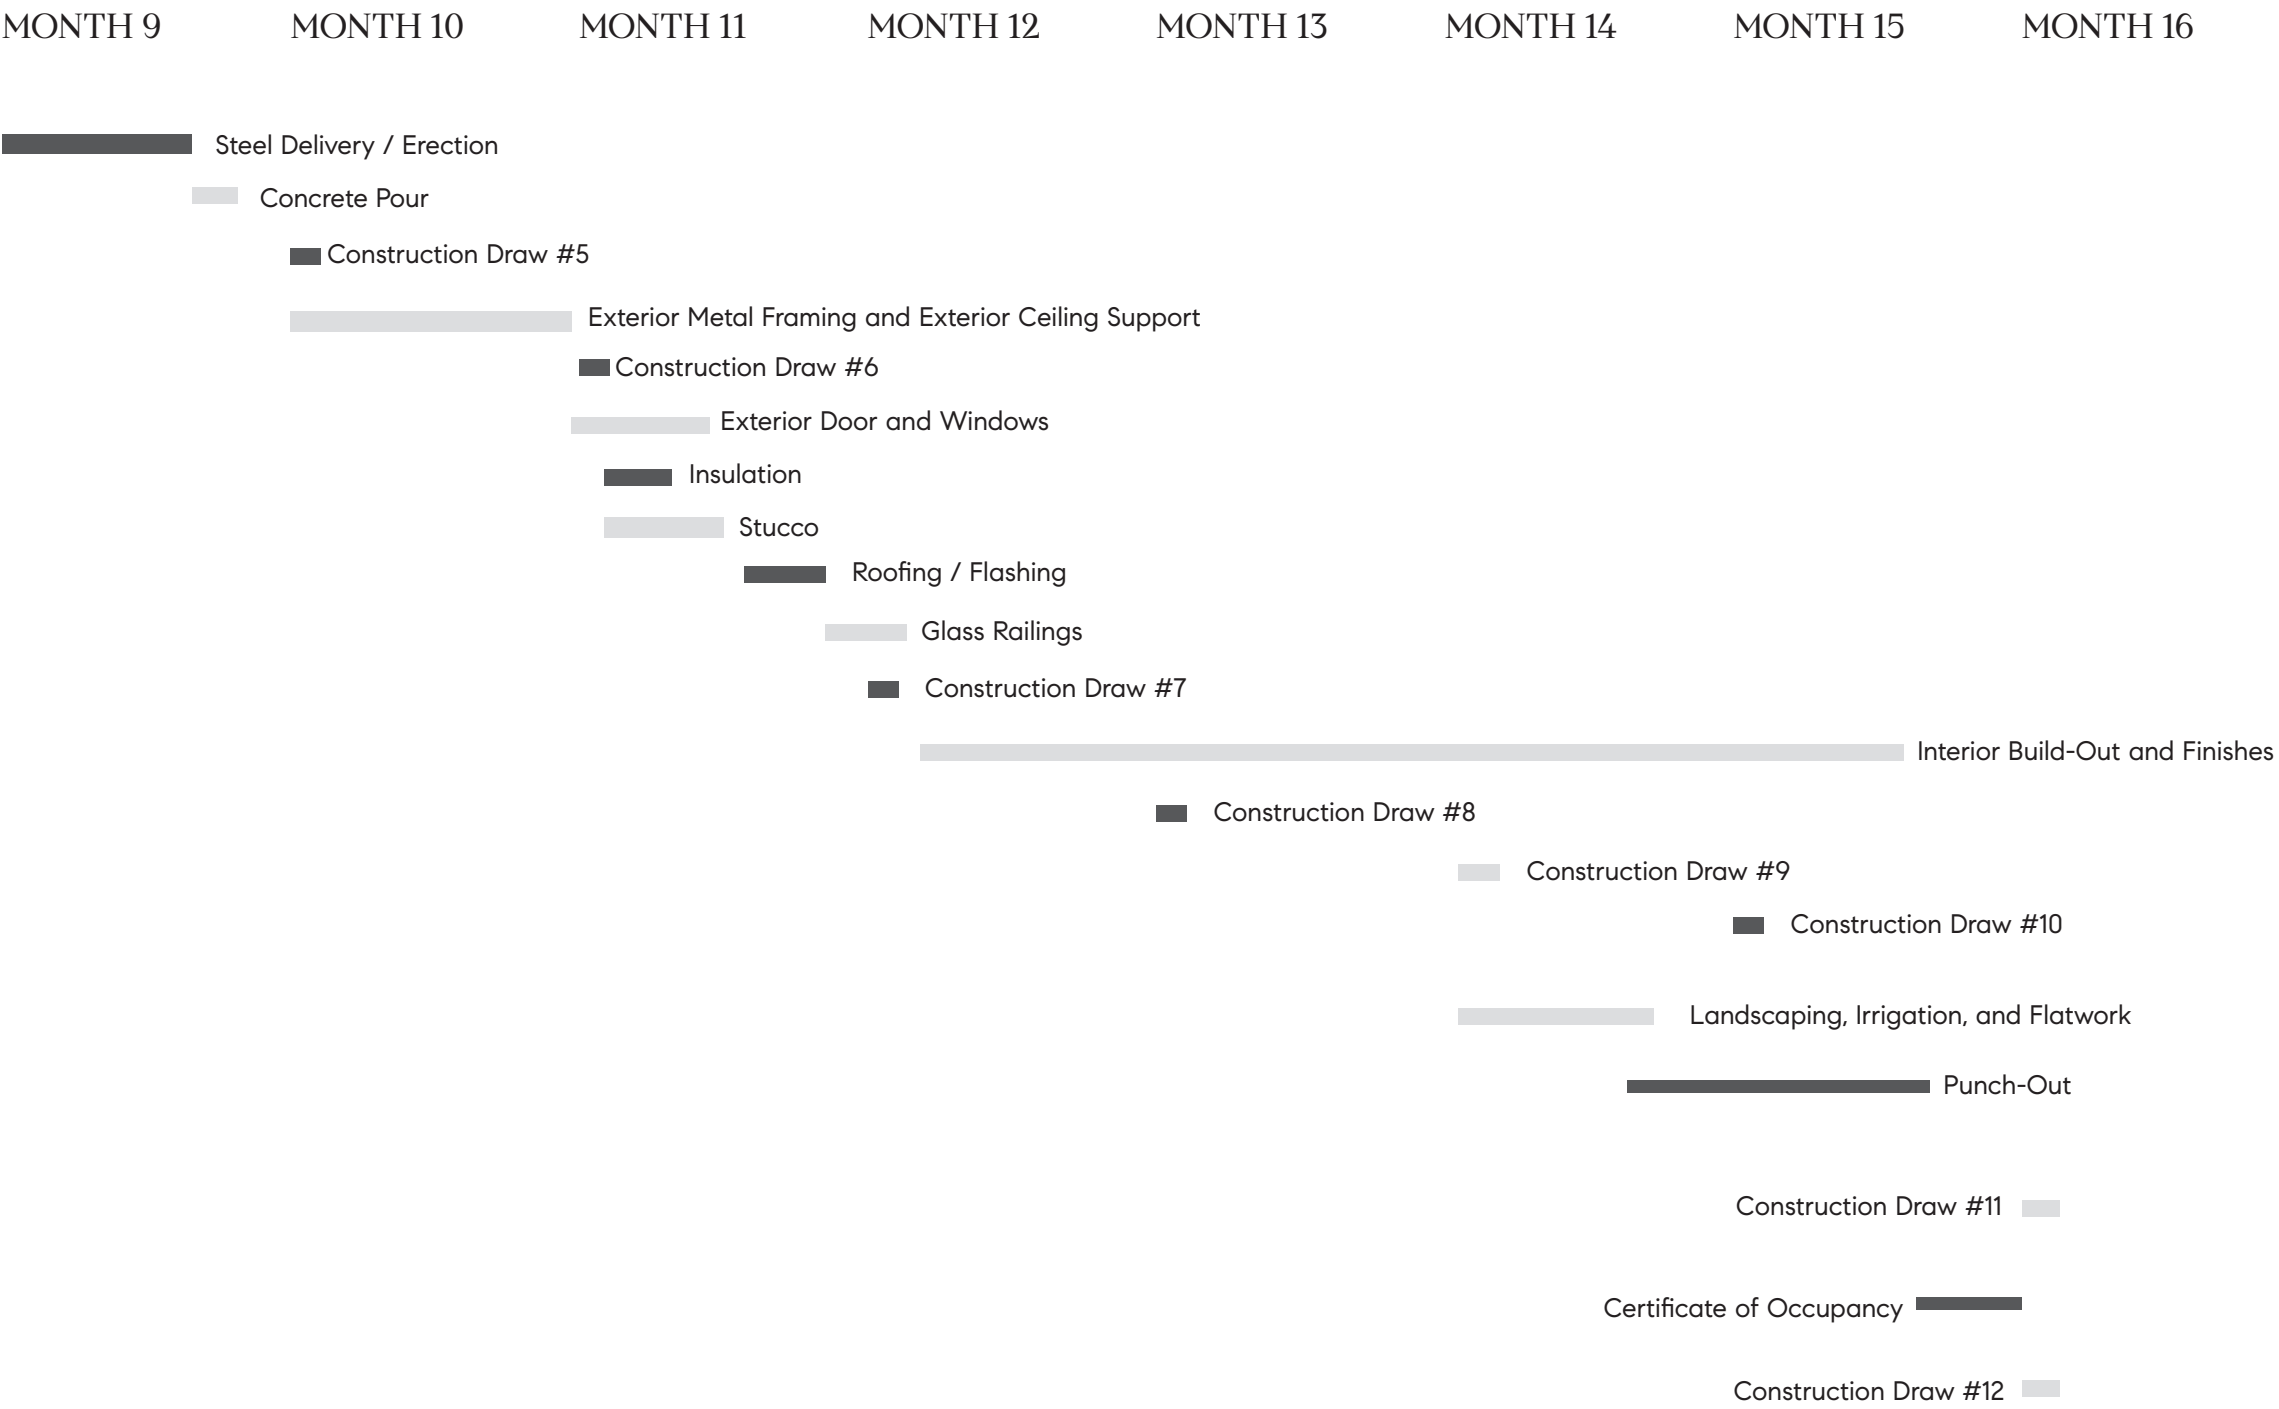 MONTH 9 MONTH 10 MONTH 11 MONTH 12 MONTH 13 MONTH 14 MONTH 15 MONTH 16
Steel Delivery / Erection
Concrete Pour
Construction Draw #5
Exterior Metal Framing and Exterior Ceiling Support
Construction Draw #6
Exterior Door and Windows
Insulation
Stucco
Roofing / Flashing
Glass Railings
Construction Draw #7
Interior Build-Out and Finishes
Construction Draw #8
Construction Draw #9
Construction Draw #10
Landscaping, Irrigation, and Flatwork
Punch-Out
Construction Draw #11
Certificate of Occupancy
Construction Draw #12